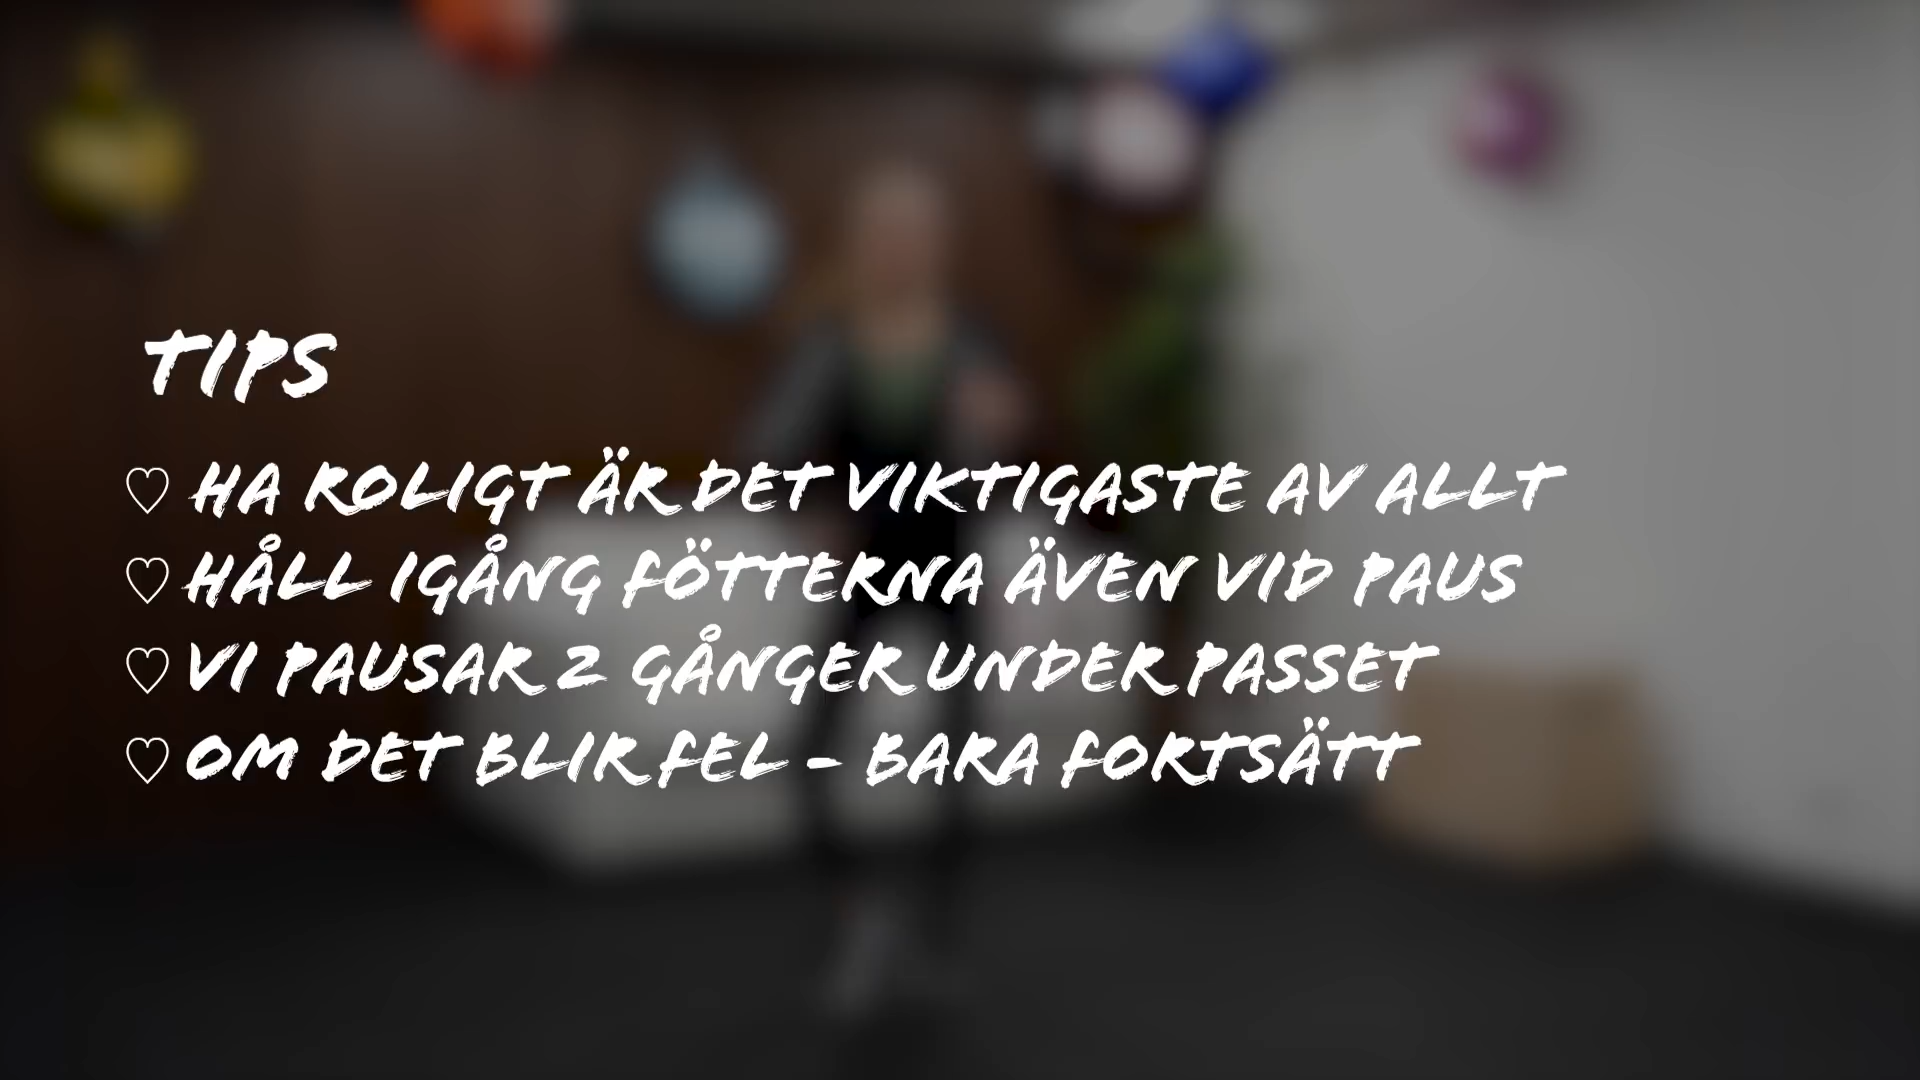 TIPS
♡ HA ROLIGT ÄR DET VIKTIGASTE AV ALLT
♡ HÅLL IGÅNG FÖTTERNA ÄVEN VID PAUS
♡ VI PAUSAR 2 GÅNGER UNDER PASSET
♡ OM DET BLIR FEL - BARA FORTSÄTT